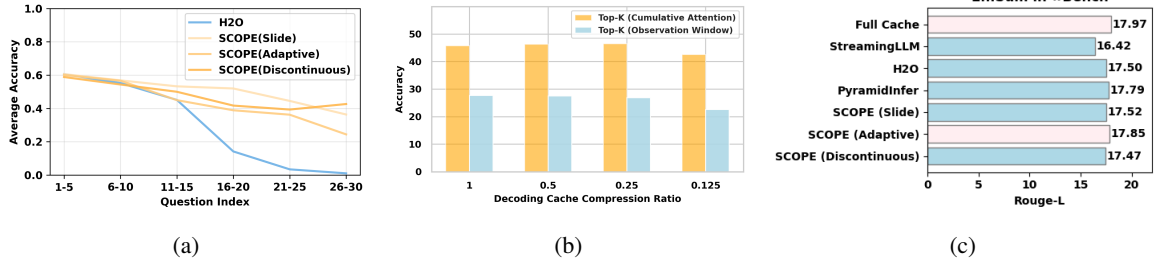 1.0
0.8
0.6
0.4
0.2
0.0
Average Accuracy
H2O
SCOPE(Slide)
SCOPE(Adaptive)
SCOPE(Discontinuous)
1-5 6-10 11-15 16-20 21-25 26-30
Question Index
(a)
50
40
30
20
10
0
Accuracy
Top-K (Cumulative Attention)
Top-K (Observation Window)
1 0.5 0.25 0.125
Decoding Cache Compression Ratio
(b)
Full Cache 17.97
StreamingLLM 16.42
H2O 17.50
PyramidInfer 17.79
SCOPE (Slide) 17.52
SCOPE (Adaptive) 17.85
SCOPE (Discontinuous) 17.47
0 5 10 15 20
Rouge-L
(c)